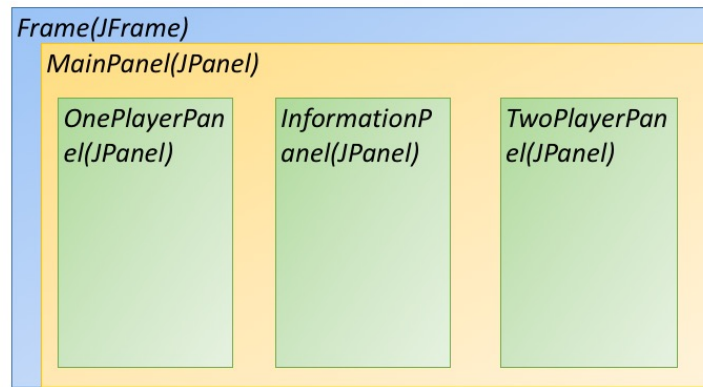 Frame(JFrame)
MainPanel(JPanel)
OnePlayerPan
el(JPanel)
InformationP
anel(JPanel)
TwoPlayerPan
el(JPanel)